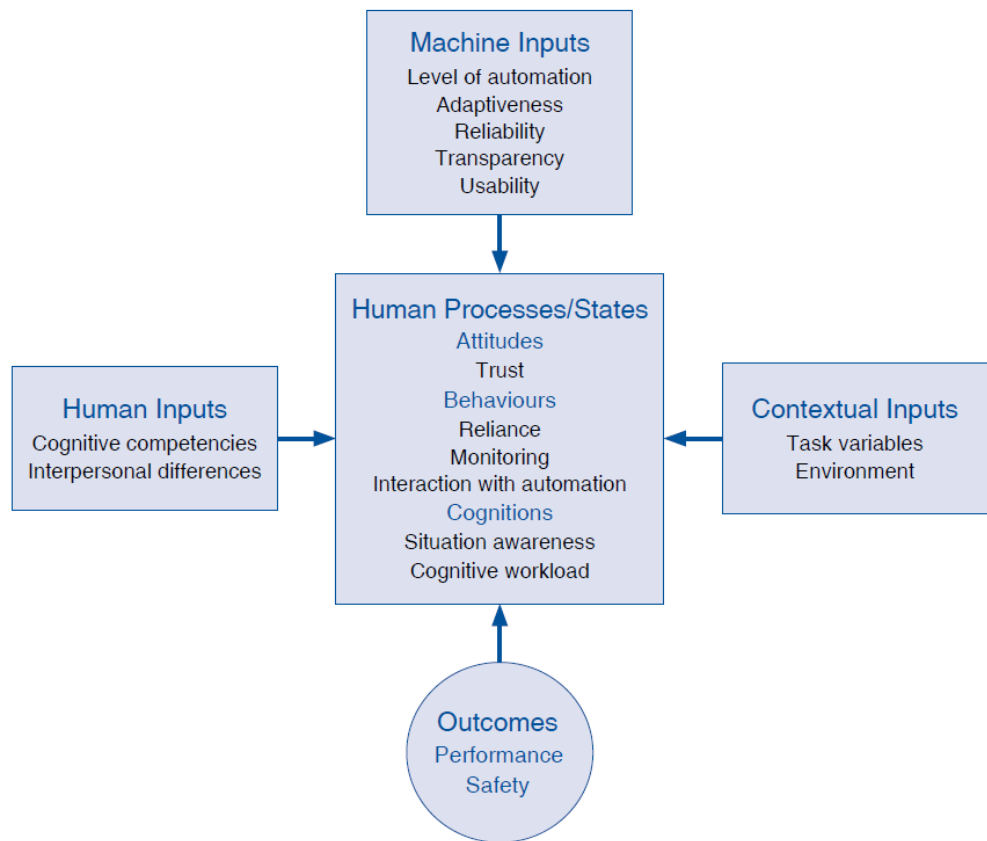 Machine Inputs
Level of automation
Adaptiveness
Reliability
Transparency
Usability
Human Processes/States
Attitudes
Trust
Behaviours
Reliance
Monitoring
Interaction with automation
Cognitions
Situation awareness
Cognitive workload
Human Inputs
Cognitive competencies
Interpersonal differences
Contextual Inputs
Task variables
Environment
Outcomes
Performance
Safety